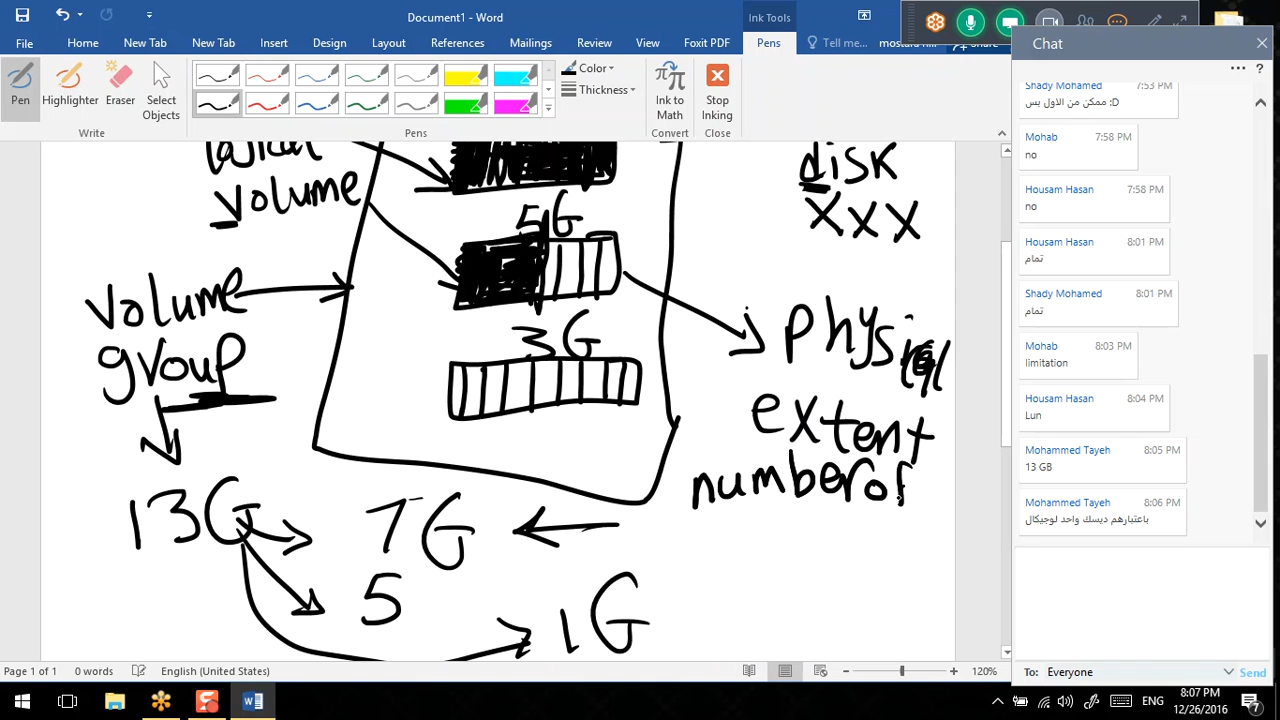 Document1 - Word
Ink Tools
File
Home
New Tab
New Tab
Insert
Design
Layout
References
Mailings
Review
View
Foxit PDF
Pens
Tell me...
mostafa
Share
Pen
Highlighter
Eraser
Select Objects
Color
Thickness
Ink to Math
Stop Inking
Write
Pens
Convert
Close
volume
disk
xxx
5G
volume group
3G
physical extent
number of
13G
7G
5
1G
Chat
Shady Mohamed 7:53 PM
ممكن من الاول بس :D
Mohab 7:58 PM
no
Housam Hasan 7:58 PM
no
Housam Hasan 8:01 PM
تمام
Shady Mohamed 8:01 PM
تمام
Mohab 8:03 PM
limitation
Housam Hasan 8:04 PM
Lun
Mohammed Tayeh 8:05 PM
13 GB
Mohammed Tayeh 8:06 PM
باعتبارهم ديسك واحد لوجيكال
To: Everyone
Send
Page 1 of 1
0 words
English (United States)
120%
ENG
8:07 PM
12/26/2016
7